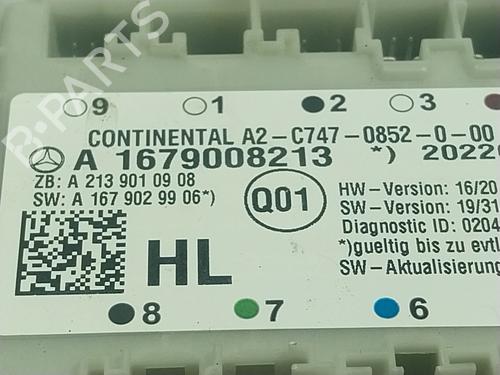 9 1 2 3
CONTINENTAL A2-C747-0852-0-00
A 1679008213 *) 2022
ZB: A 213 901 09 08
SW: A 167 902 99 06*)
Q01
HW-Version: 16/20
SW-Version: 19/31
Diagnostic ID: 0204
*)gueltig bis zu evtl
SW-Aktualisierung
HL
8 7 6
B-PARTS